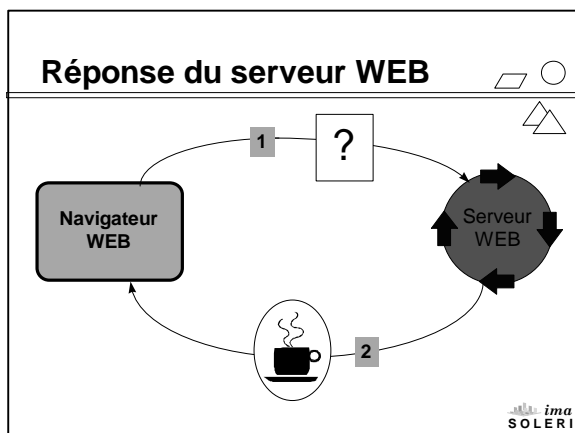 Réponse du serveur WEB
1
?
Navigateur
WEB
Serveur
WEB
2
ima
SOLERI